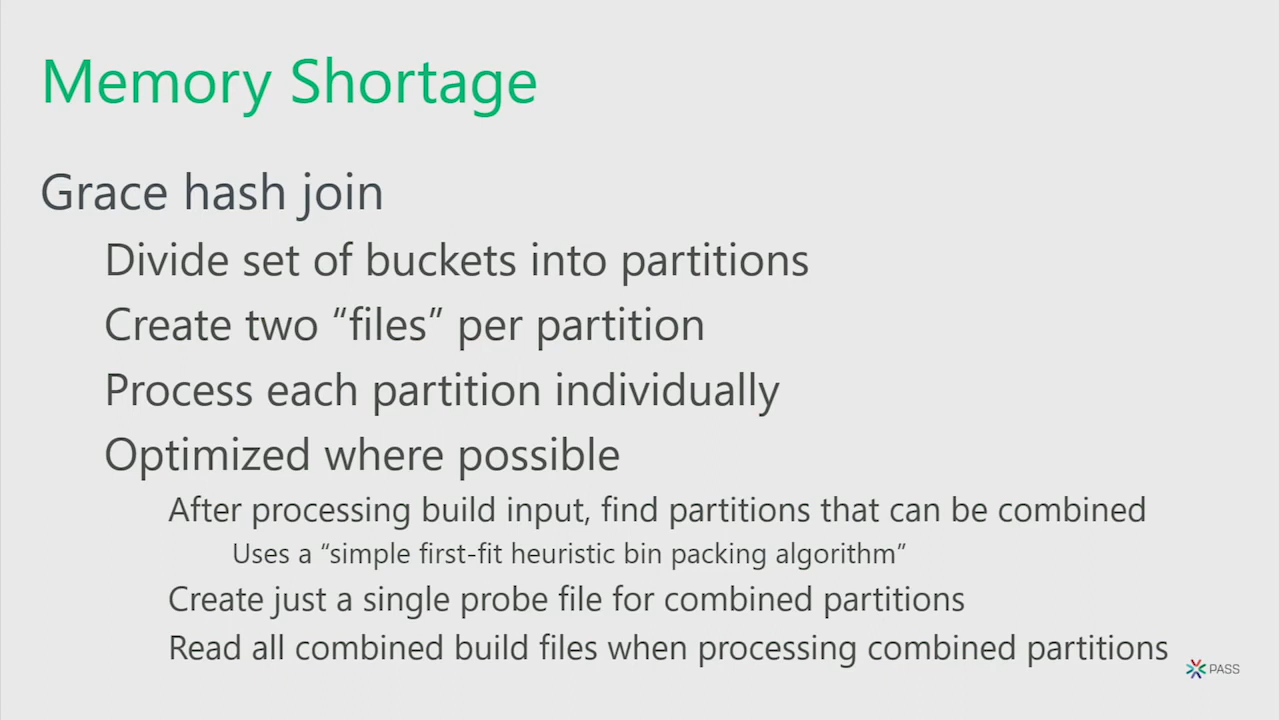 Memory Shortage
Grace hash join
Divide set of buckets into partitions
Create two “files” per partition
Process each partition individually
Optimized where possible
After processing build input, find partitions that can be combined
Uses a “simple first-fit heuristic bin packing algorithm”
Create just a single probe file for combined partitions
Read all combined build files when processing combined partitions
PASS